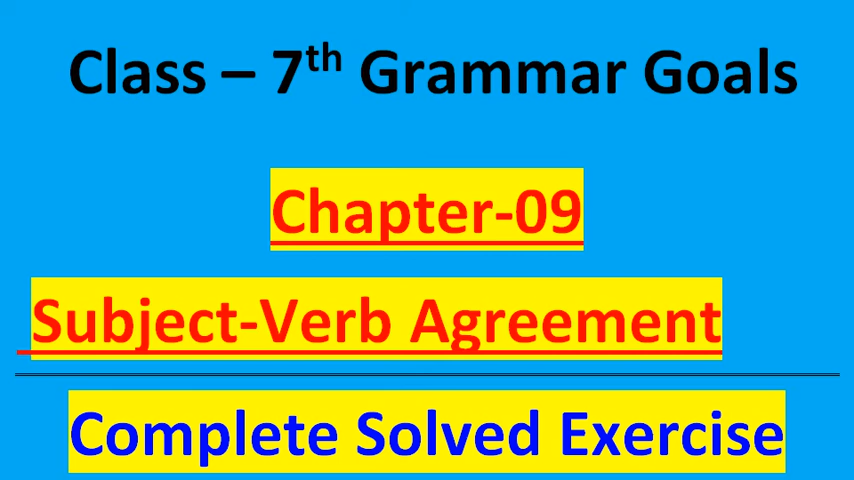 Class – 7th Grammar Goals
Chapter-09
Subject-Verb Agreement
Complete Solved Exercise